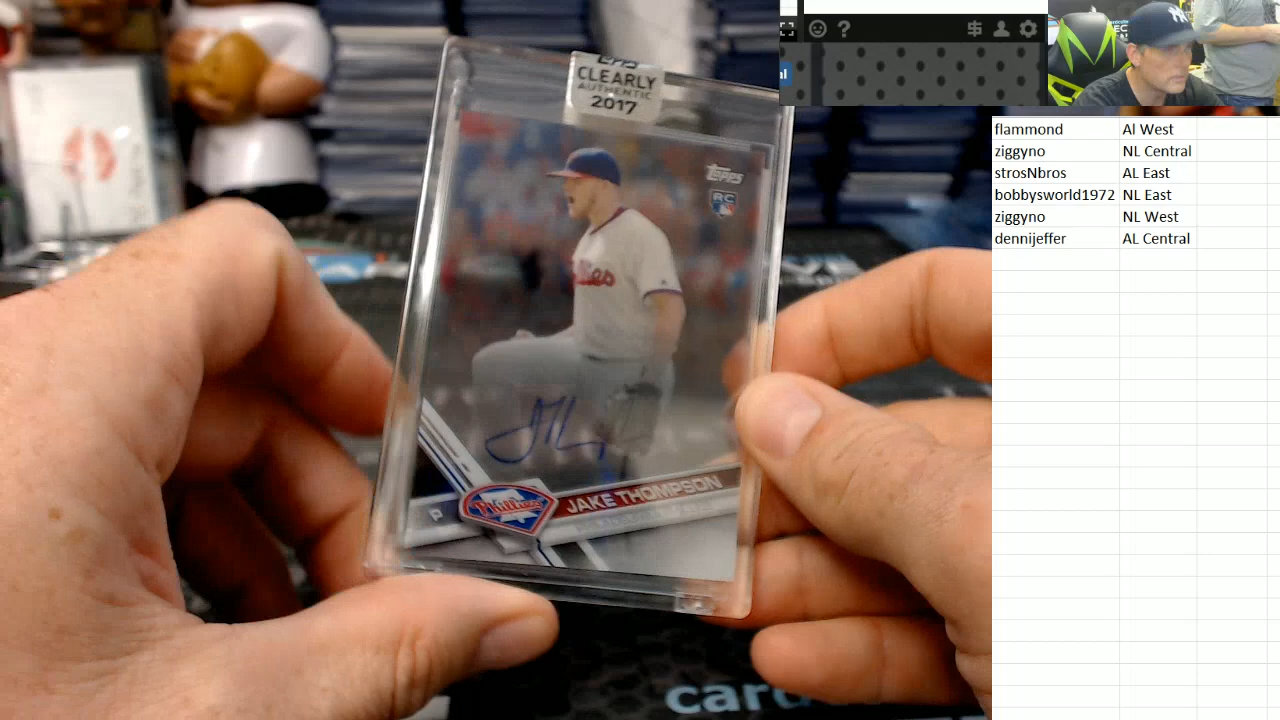 CLEARLY
AUTHENTIC
2017
Topps
RC
Phillies
P
JAKE THOMPSON
card
?
flammond Al West
ziggyno NL Central
strosNbros AL East
bobbysworld1972 NL East
ziggyno NL West
dennijeffer AL Central